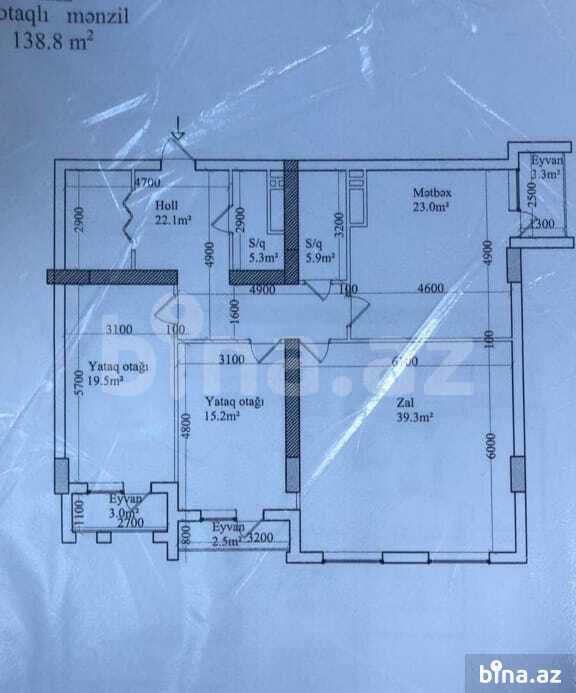 otaqlı mənzil
138.8 m²
4700
Holl
22.1m²
2900
2900
S/q
5.3m²
3200
S/q
5.9m²
Mətbəx
23.0m²
Eyvan
3.3m²
2500
1300
4900
4900
4900
100
4600
1600
3100
100
3100
6100
100
Yataq otağı
19.5m²
5700
Yataq otağı
15.2m²
4800
Zal
39.3m²
6000
bina.az
Eyvan
3.0m²
1100
2700
Eyvan
2.5m²
800
3200
bina.az